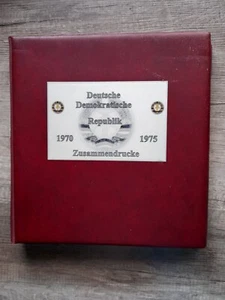 Deutsche
Demokratische
Republik
1970 1975
Zusammendrucke